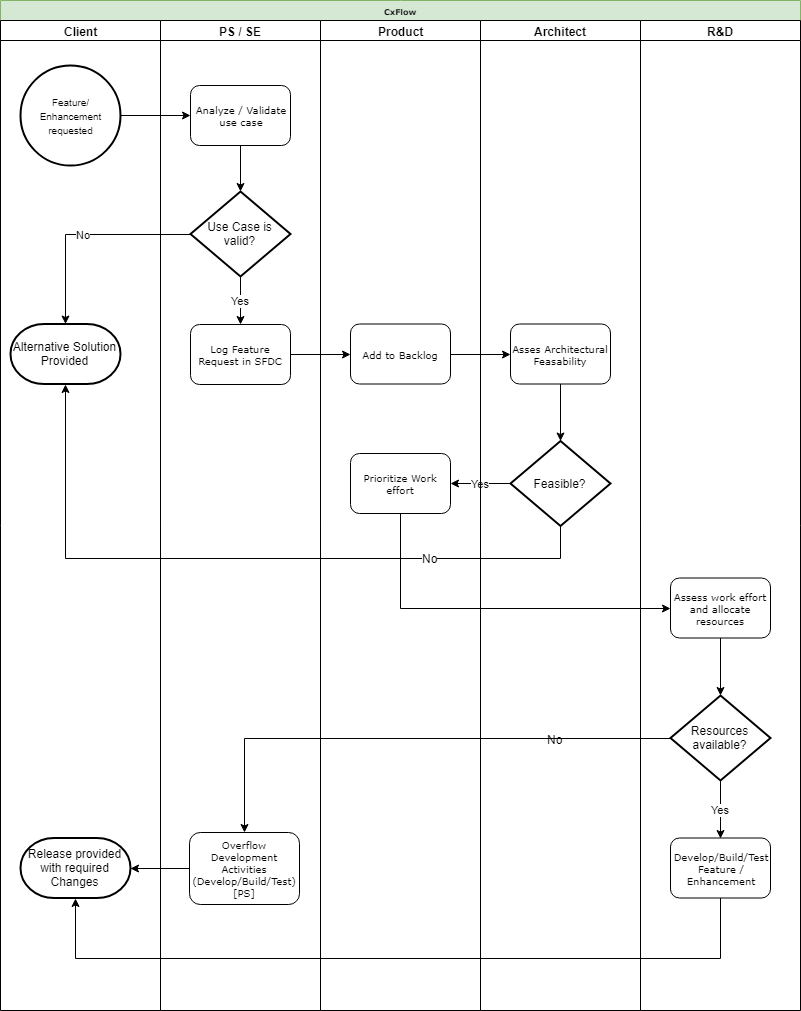 CxFlow
Client
PS / SE
Product
Architect
R&D
Feature/
Enhancement
requested
Analyze / Validate
use case
Use Case is
valid?
No
Yes
Alternative Solution
Provided
Log Feature
Request in SFDC
Add to Backlog
Asses Architectural
Feasability
Prioritize Work
effort
Yes
Feasible?
No
Assess work effort
and allocate
resources
Resources
available?
No
Yes
Release provided
with required
Changes
Overflow
Development
Activities
(Develop/Build/Test)
[PS]
Develop/Build/Test
Feature /
Enhancement